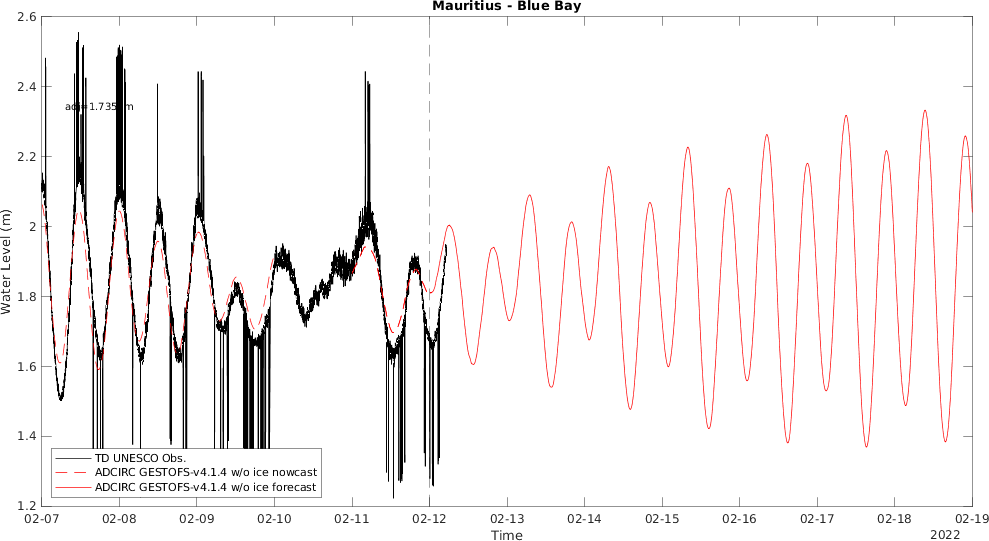 Mauritius - Blue Bay
2.6
2.4
2.2
2
1.8
1.6
1.4
1.2
Water Level (m)
TD UNESCO Obs.
ADCIRC GESTOFS-v4.1.4 w/o ice nowcast
ADCIRC GESTOFS-v4.1.4 w/o ice forecast
02-07 02-08 02-09 02-10 02-11 02-12 02-13 02-14 02-15 02-16 02-17 02-18 02-19
Time
2022